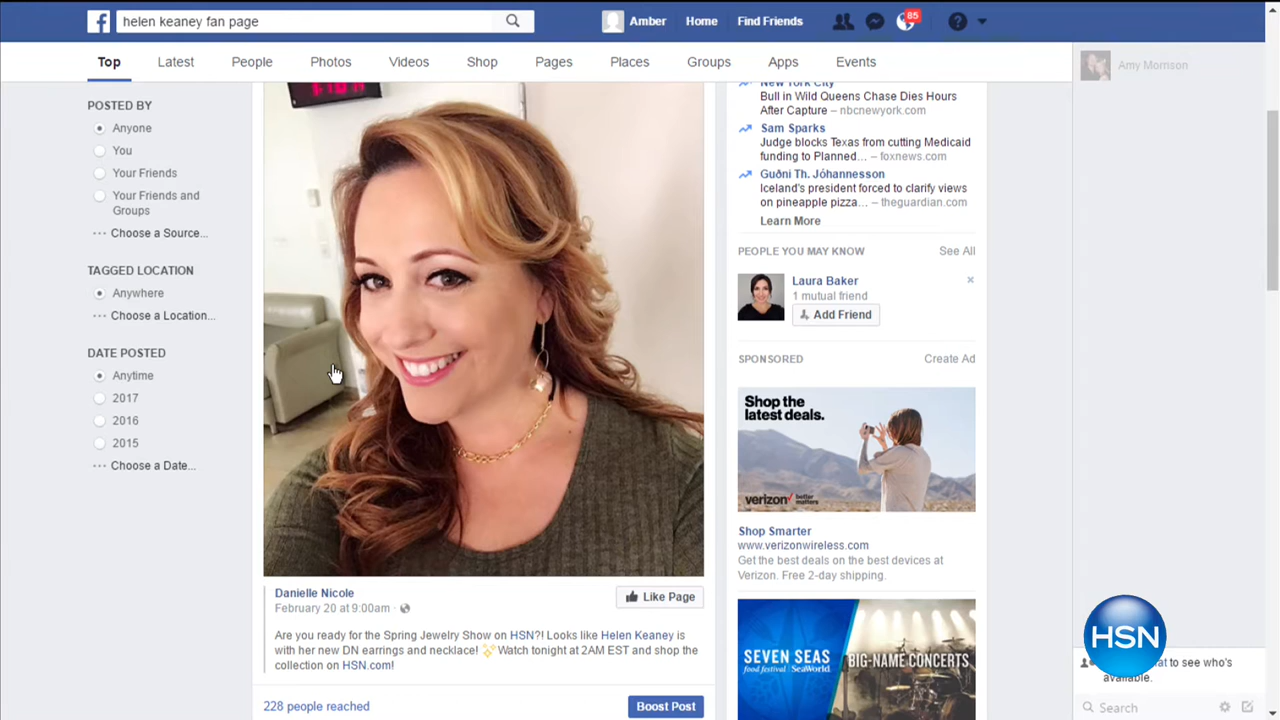 helen keaney fan page
Amber
Home
Find Friends
85
Top
Latest
People
Photos
Videos
Shop
Pages
Places
Groups
Apps
Events
POSTED BY
Anyone
You
Your Friends
Your Friends and
Groups
Choose a Source...
TAGGED LOCATION
Anywhere
Choose a Location...
DATE POSTED
Anytime
2017
2016
2015
Choose a Date...
Danielle Nicole
February 20 at 9:00am ·
Like Page
Are you ready for the Spring Jewelry Show on HSN?! Looks like Helen Keaney is
with her new DN earrings and necklace! ✨Watch tonight at 2AM EST and shop the
collection on HSN.com!
228 people reached
Boost Post
New York City
Bull in Wild Queens Chase Dies Hours
After Capture – nbcnewyork.com
Sam Sparks
Judge blocks Texas from cutting Medicaid
funding to Planned... – foxnews.com
Guðni Th. Jóhannesson
Iceland's president forced to clarify views
on pineapple pizza... – theguardian.com
Learn More
PEOPLE YOU MAY KNOW
See All
Laura Baker
1 mutual friend
Add Friend
SPONSORED
Create Ad
Shop the
latest deals.
verizon✓
better
matters
Shop Smarter
www.verizonwireless.com
Get the best deals on the best devices at
Verizon. Free 2-day shipping.
SEVEN SEAS
food festival SeaWorld
BIG-NAME CONCERTS
Amy Morrison
HSN
to see who's
available.
Search